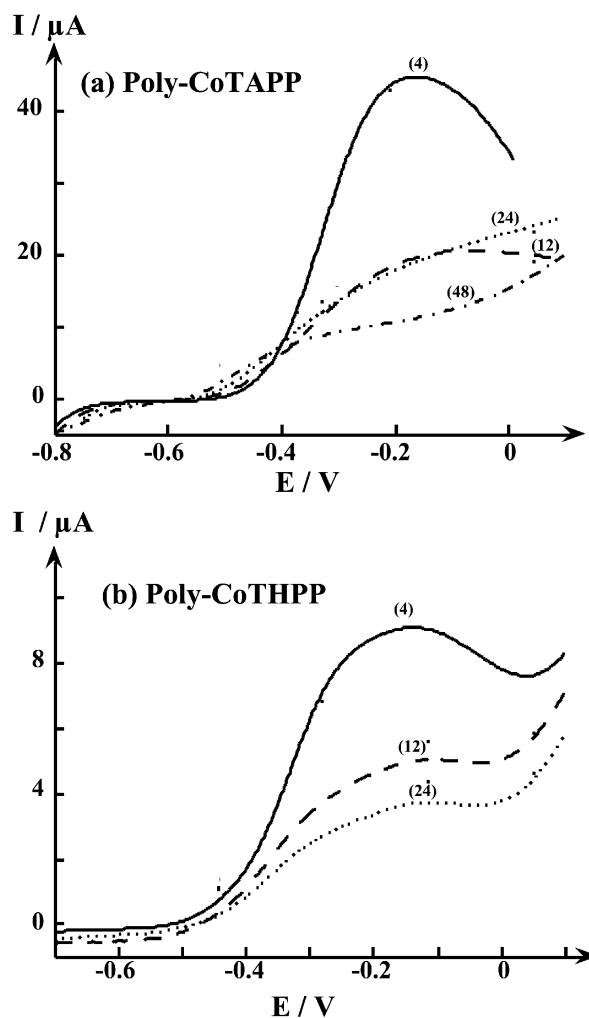 I / µA
(a) Poly-CoTAPP
(4)
40
(24)
(12)
20
(48)
0
-0.8 -0.6 -0.4 -0.2 0
E / V
I / µA
(b) Poly-CoTHPP
(4)
8
(12)
4
(24)
0
-0.6 -0.4 -0.2 0
E / V